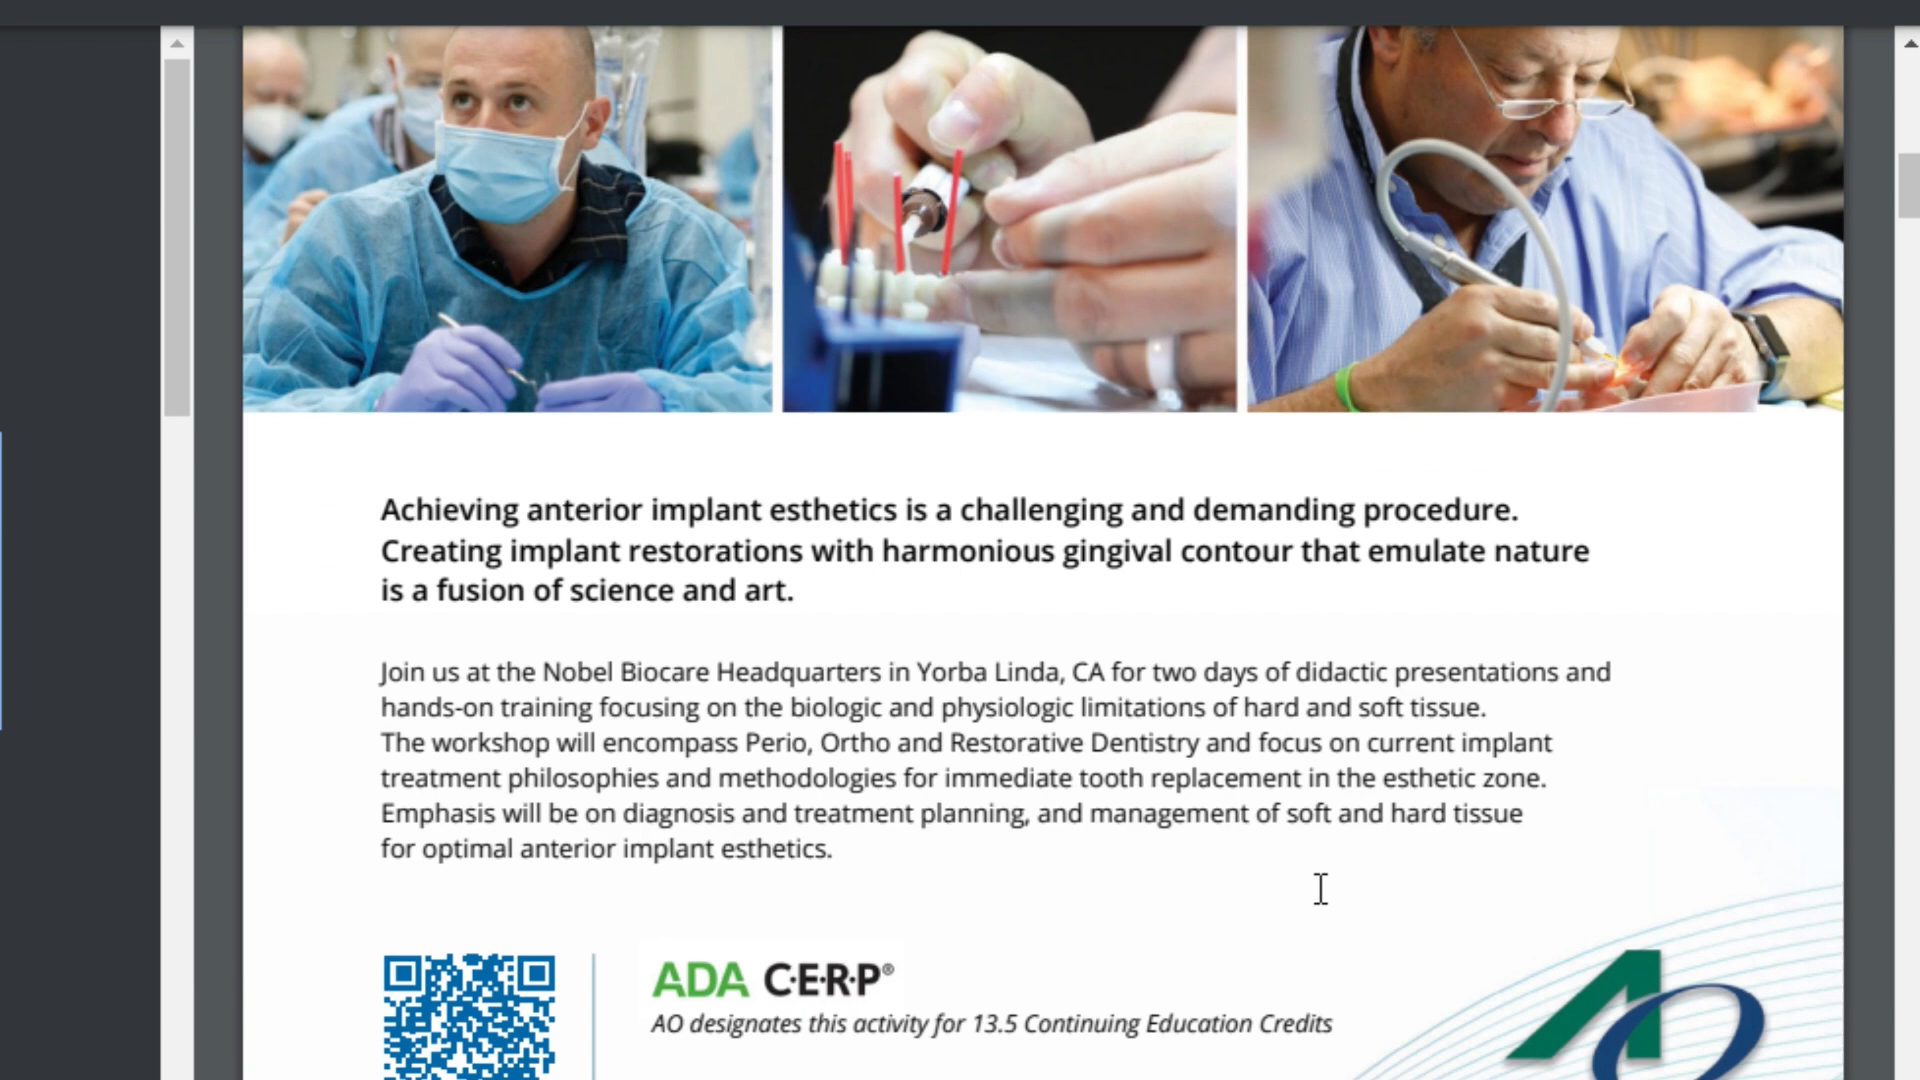 Achieving anterior implant esthetics is a challenging and demanding procedure.
Creating implant restorations with harmonious gingival contour that emulate nature
is a fusion of science and art.
Join us at the Nobel Biocare Headquarters in Yorba Linda, CA for two days of didactic presentations and
hands-on training focusing on the biologic and physiologic limitations of hard and soft tissue.
The workshop will encompass Perio, Ortho and Restorative Dentistry and focus on current implant
treatment philosophies and methodologies for immediate tooth replacement in the esthetic zone.
Emphasis will be on diagnosis and treatment planning, and management of soft and hard tissue
for optimal anterior implant esthetics.
ADA C·E·R·P®
AO designates this activity for 13.5 Continuing Education Credits
AO